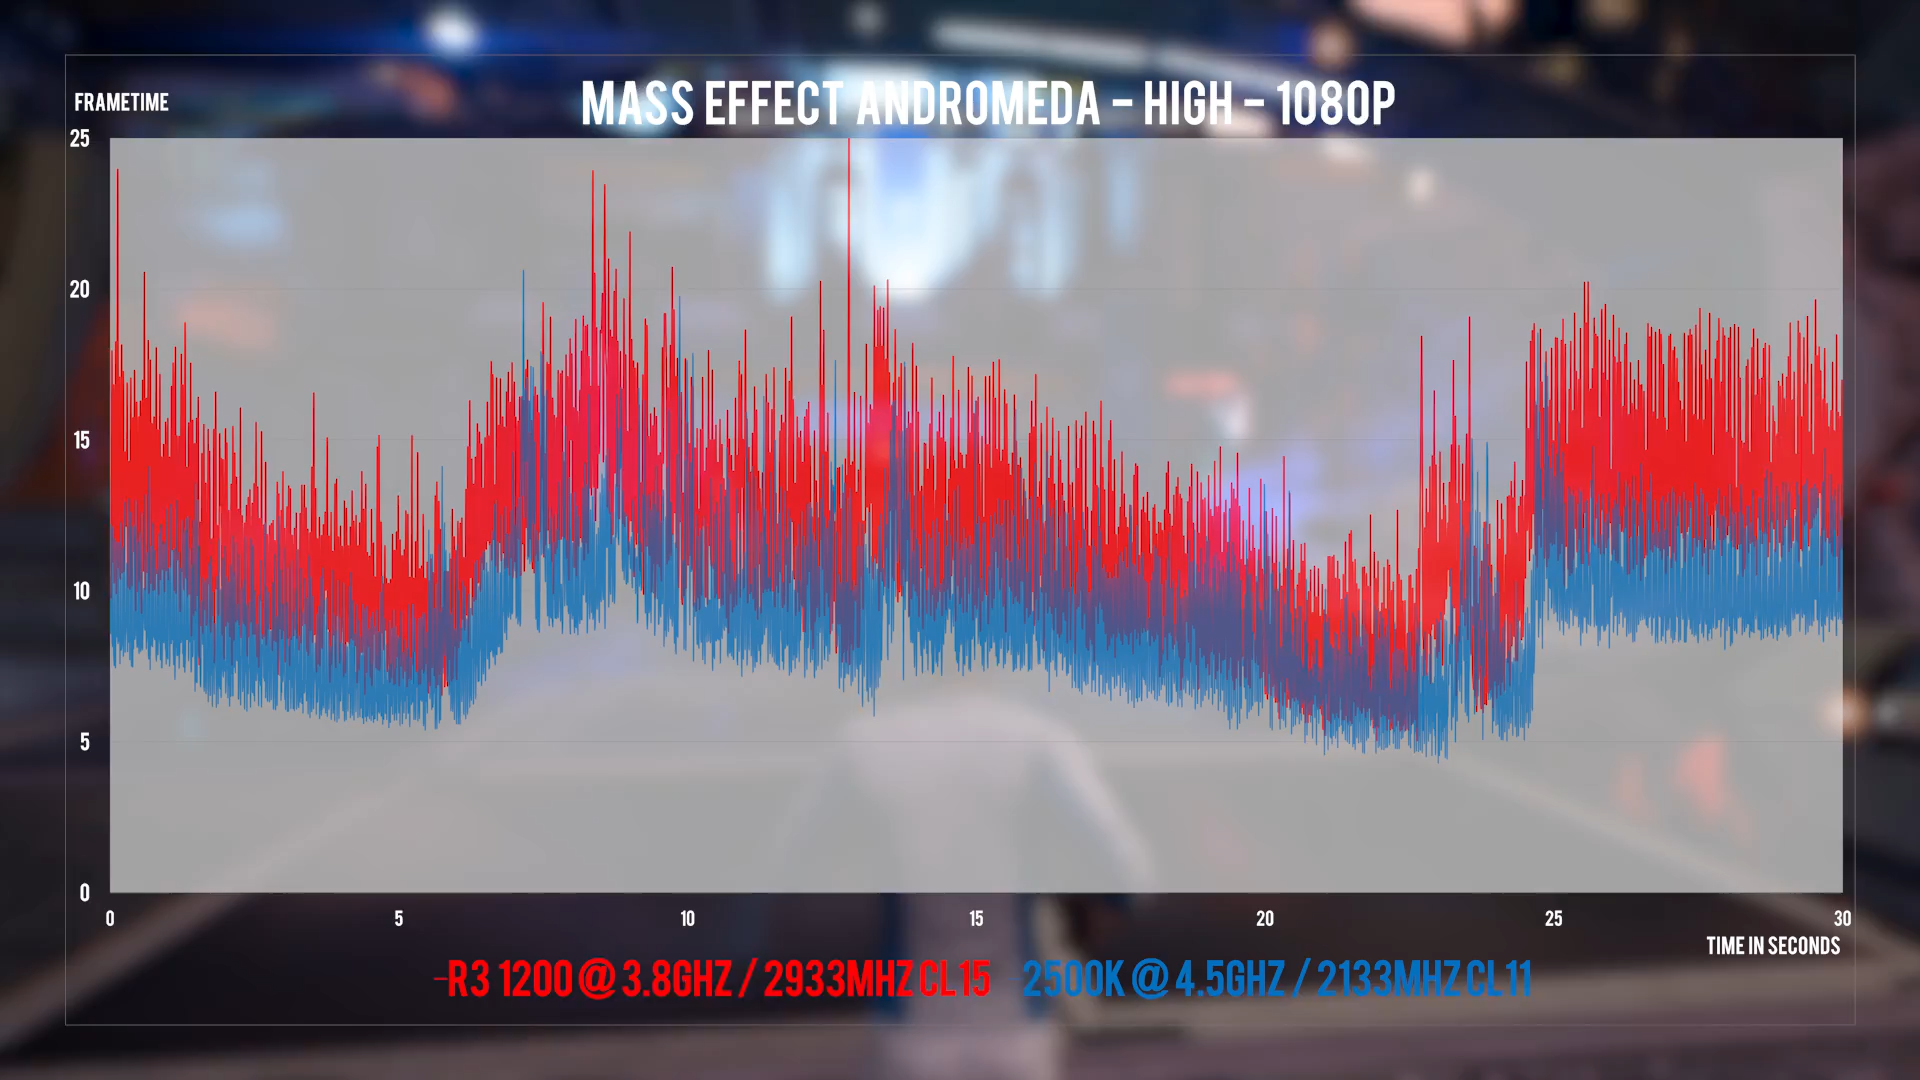 MASS EFFECT ANDROMEDA - HIGH - 1080P
FRAMETIME
25
20
15
10
5
0
0 5 10 15 20 25 30
TIME IN SECONDS
-R3 1200 @ 3.8GHZ / 2933MHZ CL15 2500K @ 4.5GHZ / 2133MHZ CL11